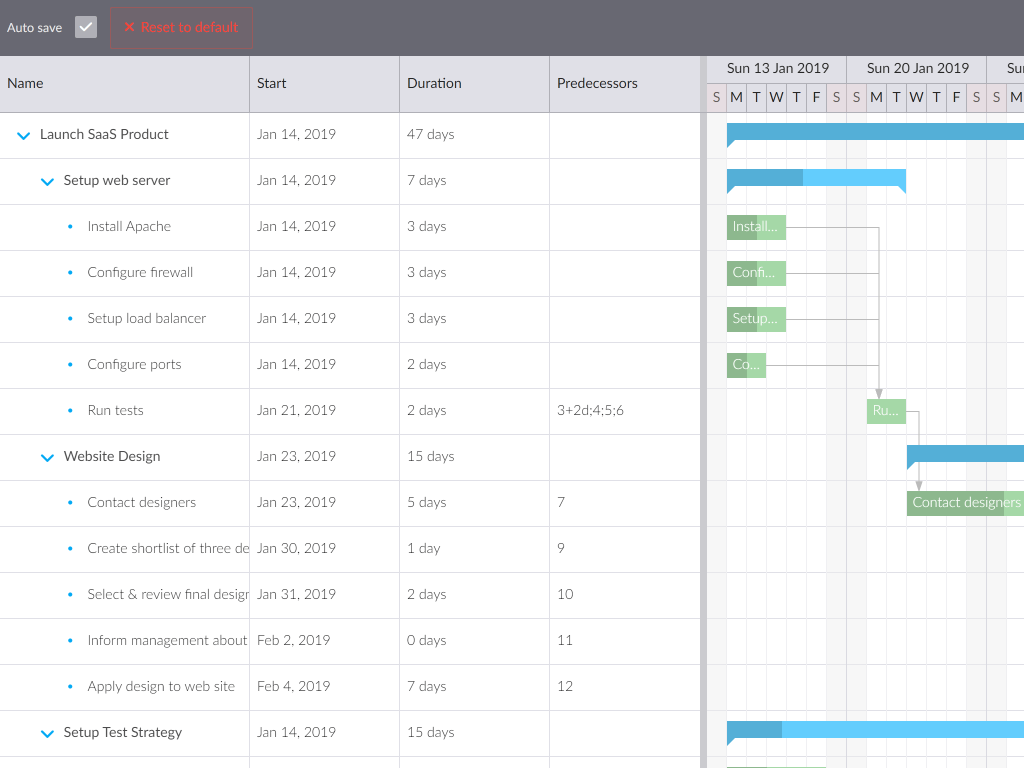 Auto save
Reset to default
Name Start Duration Predecessors
Sun 13 Jan 2019 Sun 20 Jan 2019 Su
S M T W T F S S M T W T F S S M
Launch SaaS Product Jan 14, 2019 47 days
Setup web server Jan 14, 2019 7 days
Install Apache Jan 14, 2019 3 days Install...
Configure firewall Jan 14, 2019 3 days Confi...
Setup load balancer Jan 14, 2019 3 days Setup...
Configure ports Jan 14, 2019 2 days Co...
Run tests Jan 21, 2019 2 days 3+2d;4;5;6 Ru...
Website Design Jan 23, 2019 15 days
Contact designers Jan 23, 2019 5 days 7 Contact designers
Create shortlist of three de Jan 30, 2019 1 day 9
Select & review final design Jan 31, 2019 2 days 10
Inform management about Feb 2, 2019 0 days 11
Apply design to web site Feb 4, 2019 7 days 12
Setup Test Strategy Jan 14, 2019 15 days